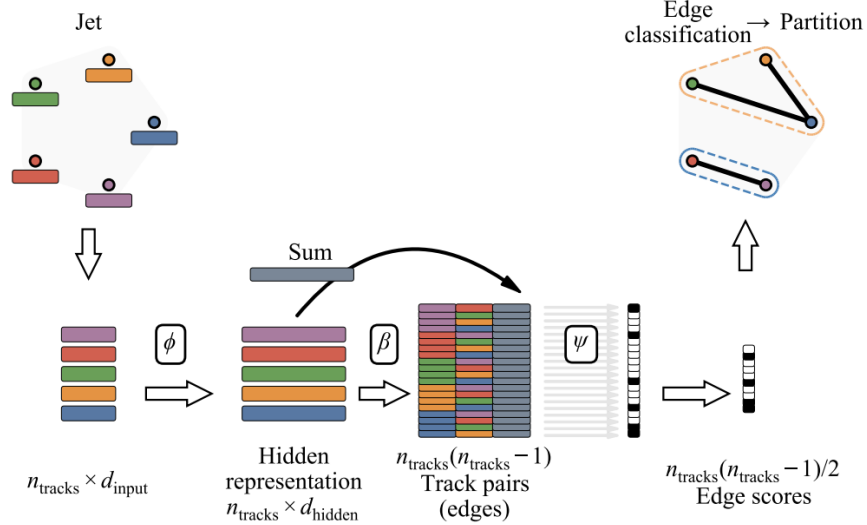 Jet
Edge
classification → Partition
Sum
ϕ
β
ψ
n_tracks × d_input
Hidden
representation
n_tracks × d_hidden
n_tracks(n_tracks − 1)
Track pairs
(edges)
n_tracks(n_tracks − 1)/2
Edge scores